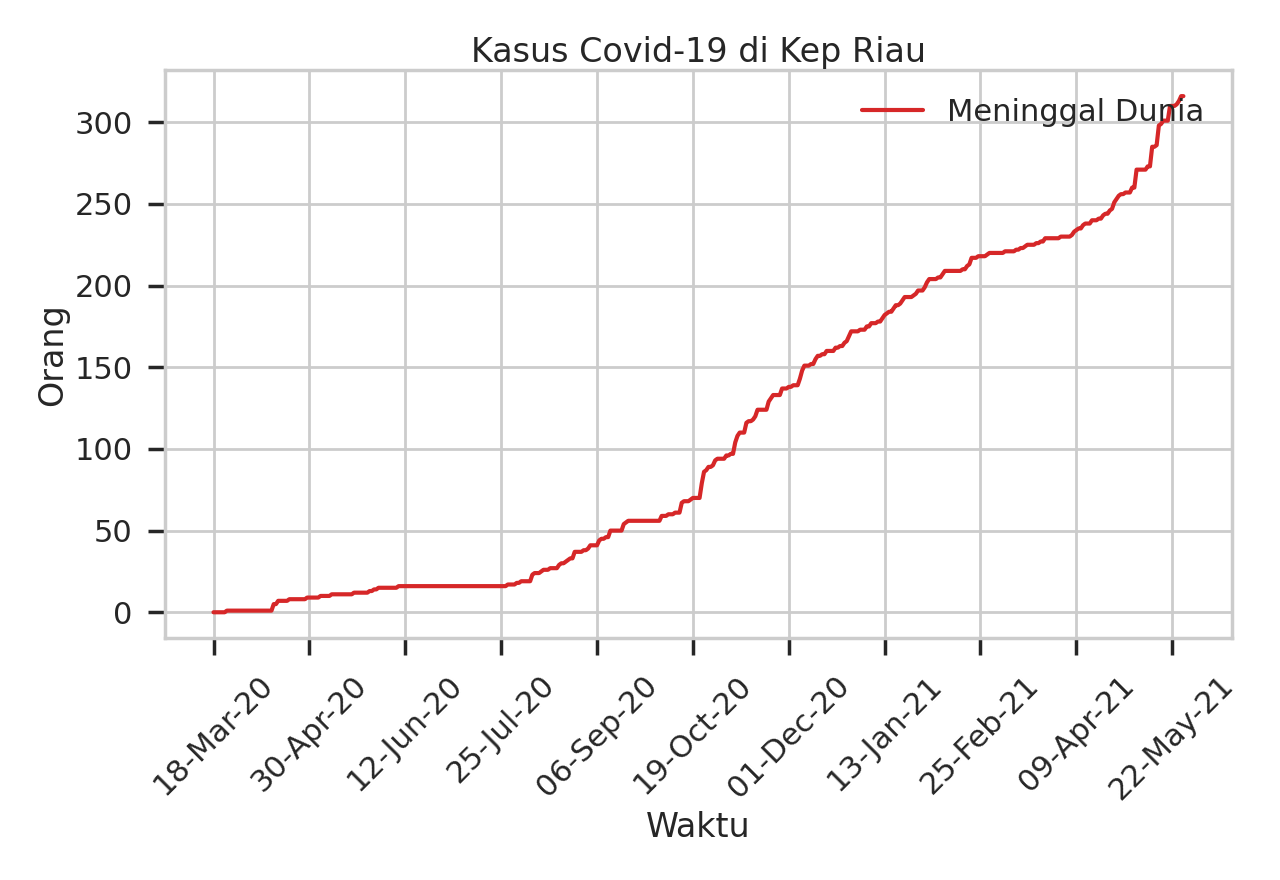 Kasus Covid-19 di Kep Riau
Meninggal Dunia
Orang
300
250
200
150
100
50
0
18-Mar-20
30-Apr-20
12-Jun-20
25-Jul-20
06-Sep-20
19-Oct-20
01-Dec-20
13-Jan-21
25-Feb-21
09-Apr-21
22-May-21
Waktu